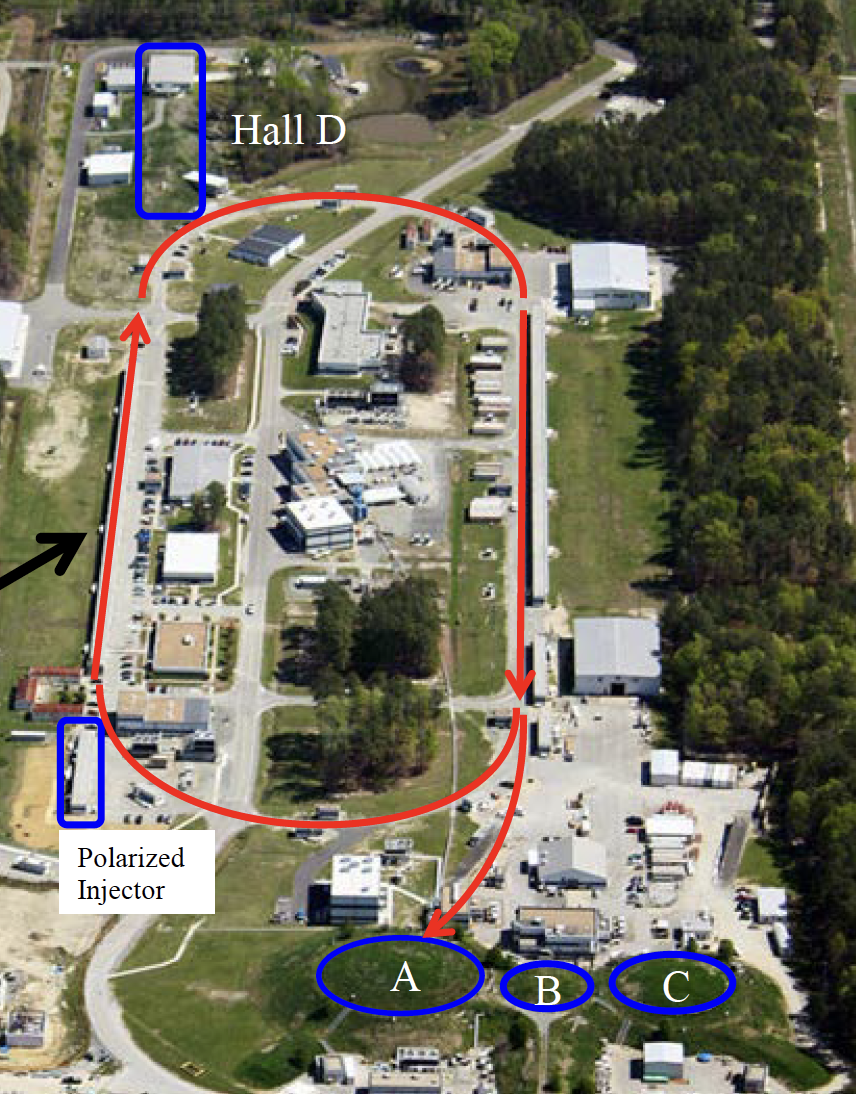 Hall D
Polarized
Injector
A
B
C